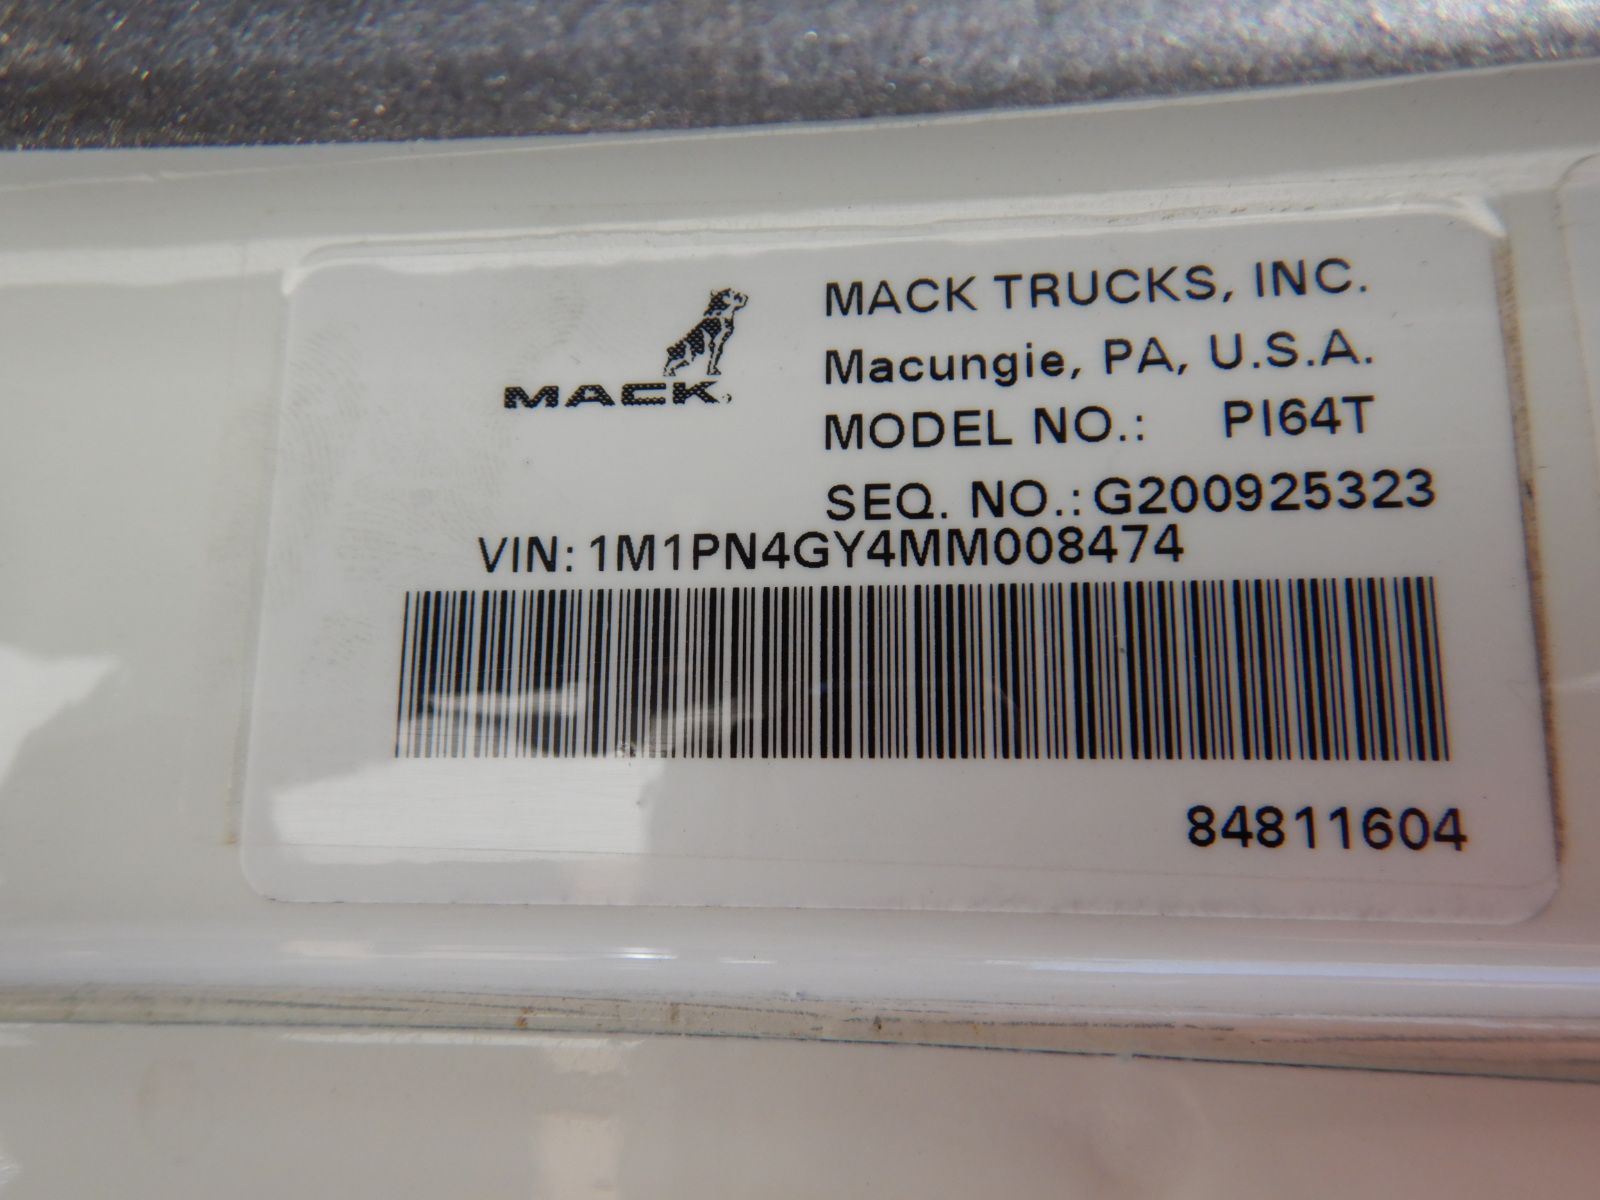 MACK TRUCKS, INC.
MACK
Macungie, PA, U.S.A.
MODEL NO.: PI64T
SEQ. NO.: G200925323
VIN: 1M1PN4GY4MM008474
84811604